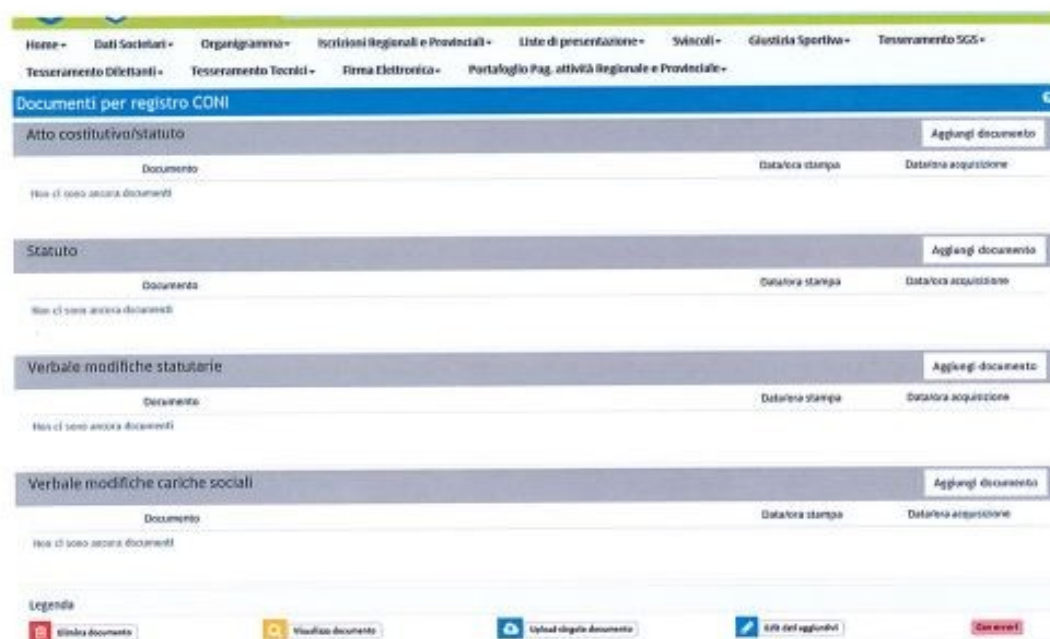 Home Dati Societari Organigramma Iscrizioni Regionali e Provinciali Liste di presentazione Svincoli Giustizia Sportiva Tesseramento SGS
Tesseramento Dilettanti Tesseramento Tecnici Firma Elettronica Portafoglio Pag. attività Regionale e Provinciale
Documenti per registro CONI
Atto costitutivo/statuto Aggiungi documento
Documento Data/ora stampa Data/ora acquisizione
Non ci sono ancora documenti
Statuto Aggiungi documento
Documento Data/ora stampa Data/ora acquisizione
Non ci sono ancora documenti
Verbale modifiche statutarie Aggiungi documento
Documento Data/ora stampa Data/ora acquisizione
Non ci sono ancora documenti
Verbale modifiche cariche sociali Aggiungi documento
Documento Data/ora stampa Data/ora acquisizione
Non ci sono ancora documenti
Legenda
Elimina documento Visualizza documento Upload singolo documento Edit dati aggiuntivi Con errori